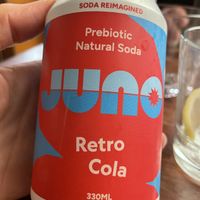 SODA REIMAGINED
Prebiotic
Natural Soda
JUNO
Retro
Cola
330ML